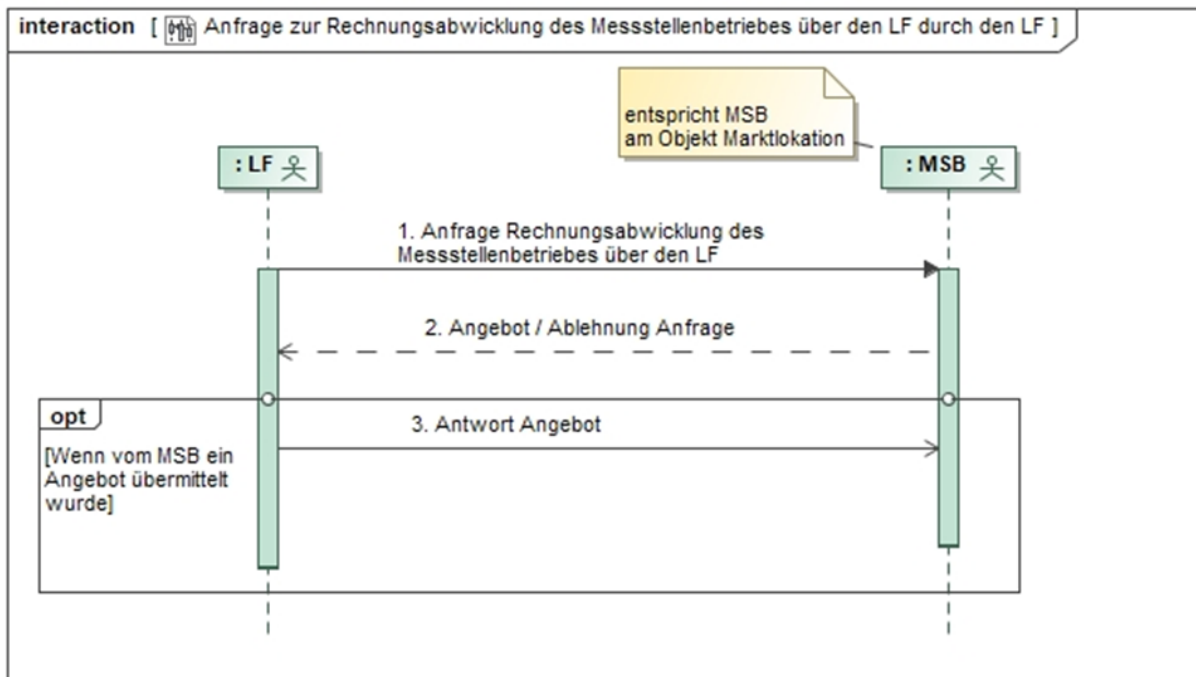 interaction [ Anfrage zur Rechnungsabwicklung des Messstellenbetriebes über den LF durch den LF ]
entspricht MSB
am Objekt Marktlokation
: LF
: MSB
1. Anfrage Rechnungsabwicklung des
Messstellenbetriebes über den LF
2. Angebot / Ablehnung Anfrage
opt
3. Antwort Angebot
[Wenn vom MSB ein
Angebot übermittelt
wurde]